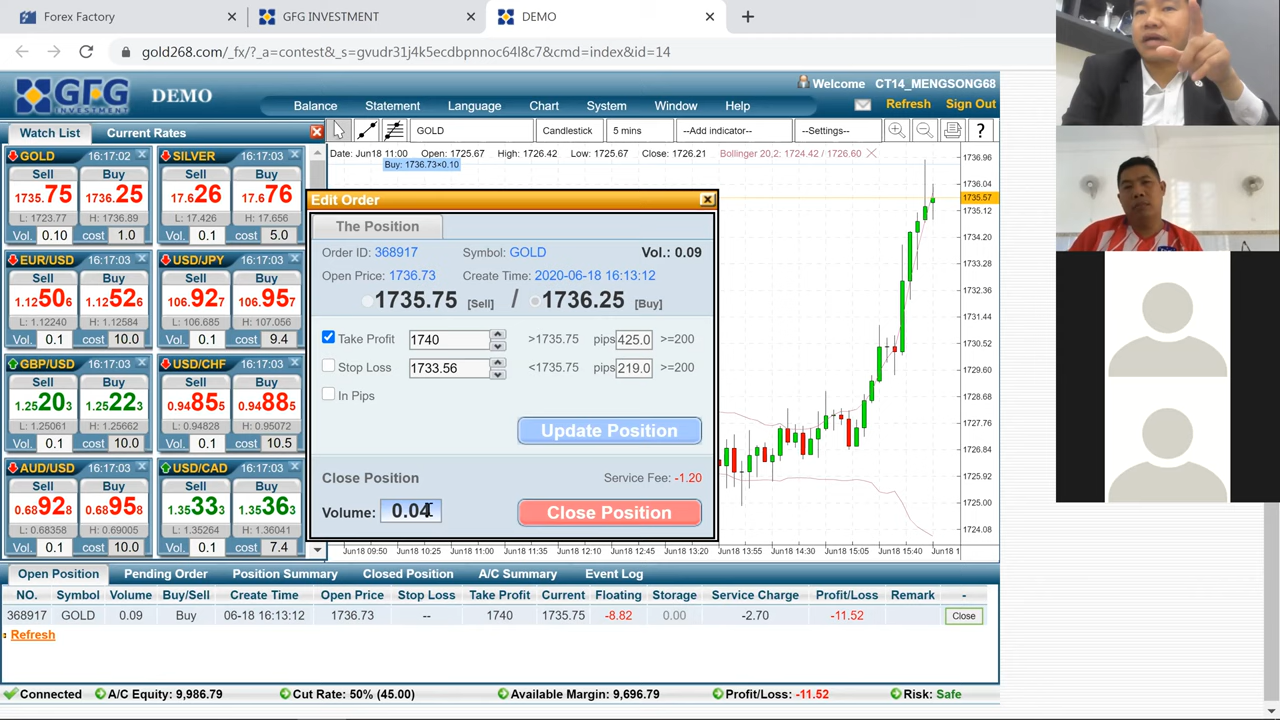 Forex Factory
GFG INVESTMENT
DEMO
gold268.com/_fx/?_a=contest&_s=gvudr31j4k5ecdbpnnoc64l8c7&cmd=index&id=14
GFG INVESTMENT DEMO
Welcome CT14_MENGSONG68
Balance Statement Language Chart System Window Help
Refresh Sign Out
Watch List Current Rates
GOLD Candlestick 5 mins --Add indicator-- --Settings-- ?
Date: Jun18 11:00 Open: 1725.67 High: 1726.42 Low: 1725.67 Close: 1726.21 Bollinger 20,2: 1724.42 / 1726.60
Buy: 1736.73×0.10
GOLD 16:17:02
Sell Buy
1735.75 1736.25
L: 1723.77 H: 1736.89
Vol. 0.10 cost 1.0
SILVER 16:17:03
Sell Buy
17.626 17.676
L: 17.426 H: 17.656
Vol. 0.1 cost 5.0
EUR/USD 16:17:03
Sell Buy
1.12506 1.12526
L: 1.12240 H: 1.12584
Vol. 0.1 cost 10.0
USD/JPY 16:17:03
Sell Buy
106.927 106.957
L: 106.685 H: 107.056
Vol. 0.1 cost 9.4
GBP/USD 16:17:03
Sell Buy
1.25203 1.25223
L: 1.25061 H: 1.25662
Vol. 0.1 cost 10.0
USD/CHF 16:17:03
Sell Buy
0.94855 0.94885
L: 0.94828 H: 0.95072
Vol. 0.1 cost 10.5
AUD/USD 16:17:03
Sell Buy
0.68928 0.68958
L: 0.68358 H: 0.69005
Vol. 0.1 cost 10.0
USD/CAD 16:17:03
Sell Buy
1.35333 1.35363
L: 1.35264 H: 1.36041
Vol. 0.1 cost 7.4
Edit Order
The Position
Order ID: 368917 Symbol: GOLD Vol.: 0.09
Open Price: 1736.73 Create Time: 2020-06-18 16:13:12
1735.75 [Sell] / 1736.25 [Buy]
Take Profit 1740 >1735.75 pips 425.0 >=200
Stop Loss 1733.56 <1735.75 pips 219.0 >=200
In Pips
Update Position
Close Position Service Fee: -1.20
Volume: 0.04 Close Position
1736.96
1736.04
1735.57
1735.12
1734.20
1733.28
1732.36
1731.44
1730.52
1729.60
1728.68
1727.76
1726.84
1725.92
1725.00
1724.08
Jun18 09:50 Jun18 10:25 Jun18 11:00 Jun18 11:35 Jun18 12:10 Jun18 12:45 Jun18 13:20 Jun18 13:55 Jun18 14:30 Jun18 15:05 Jun18 15:40 Jun18 1
Open Position Pending Order Position Summary Closed Position A/C Summary Event Log
NO. Symbol Volume Buy/Sell Create Time Open Price Stop Loss Take Profit Current Floating Storage Service Charge Profit/Loss Remark -
368917 GOLD 0.09 Buy 06-18 16:13:12 1736.73 -- 1740 1735.75 -8.82 0.00 -2.70 -11.52 Close
Refresh
Connected A/C Equity: 9,986.79 Cut Rate: 50% (45.00) Available Margin: 9,696.79 Profit/Loss: -11.52 Risk: Safe